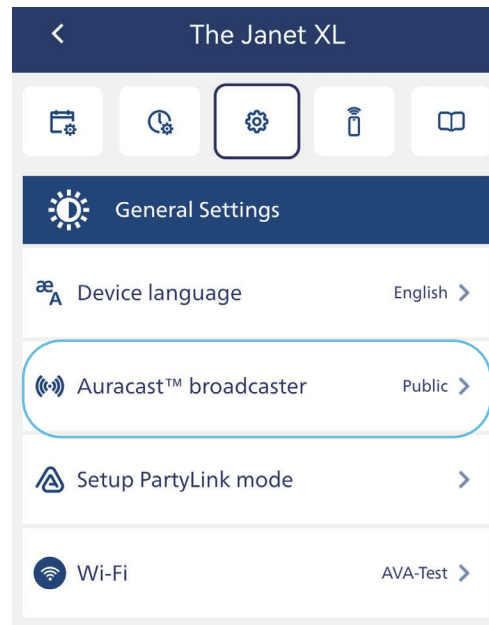 The Janet XL
General Settings
Device language English
Auracast™ broadcaster Public
Setup PartyLink mode
Wi-Fi AVA-Test